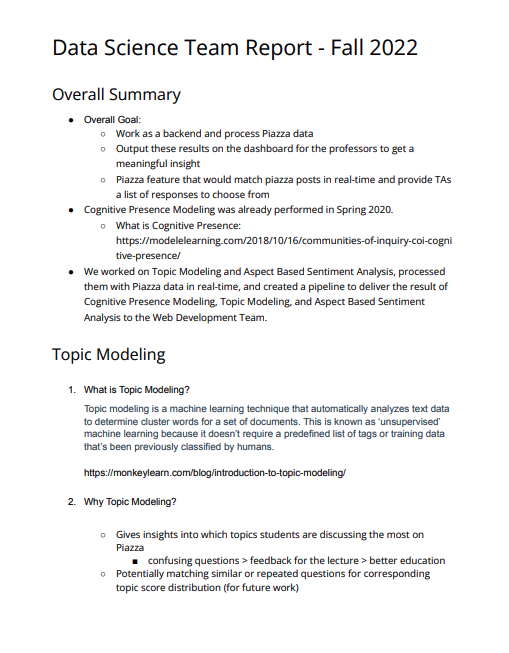 Data Science Team Report - Fall 2022
Overall Summary
● Overall Goal:
○ Work as a backend and process Piazza data
○ Output these results on the dashboard for the professors to get a
meaningful insight
○ Piazza feature that would match piazza posts in real-time and provide TAs
a list of responses to choose from
● Cognitive Presence Modeling was already performed in Spring 2020.
○ What is Cognitive Presence:
https://modelelearning.com/2018/10/16/communities-of-inquiry-coi-cogni
tive-presence/
● We worked on Topic Modeling and Aspect Based Sentiment Analysis, processed
them with Piazza data in real-time, and created a pipeline to deliver the result of
Cognitive Presence Modeling, Topic Modeling, and Aspect Based Sentiment
Analysis to the Web Development Team.
Topic Modeling
1. What is Topic Modeling?
Topic modeling is a machine learning technique that automatically analyzes text data
to determine cluster words for a set of documents. This is known as ‘unsupervised’
machine learning because it doesn’t require a predefined list of tags or training data
that’s been previously classified by humans.
https://monkeylearn.com/blog/introduction-to-topic-modeling/
2. Why Topic Modeling?
○ Gives insights into which topics students are discussing the most on
Piazza
■ confusing questions > feedback for the lecture > better education
○ Potentially matching similar or repeated questions for corresponding
topic score distribution (for future work)